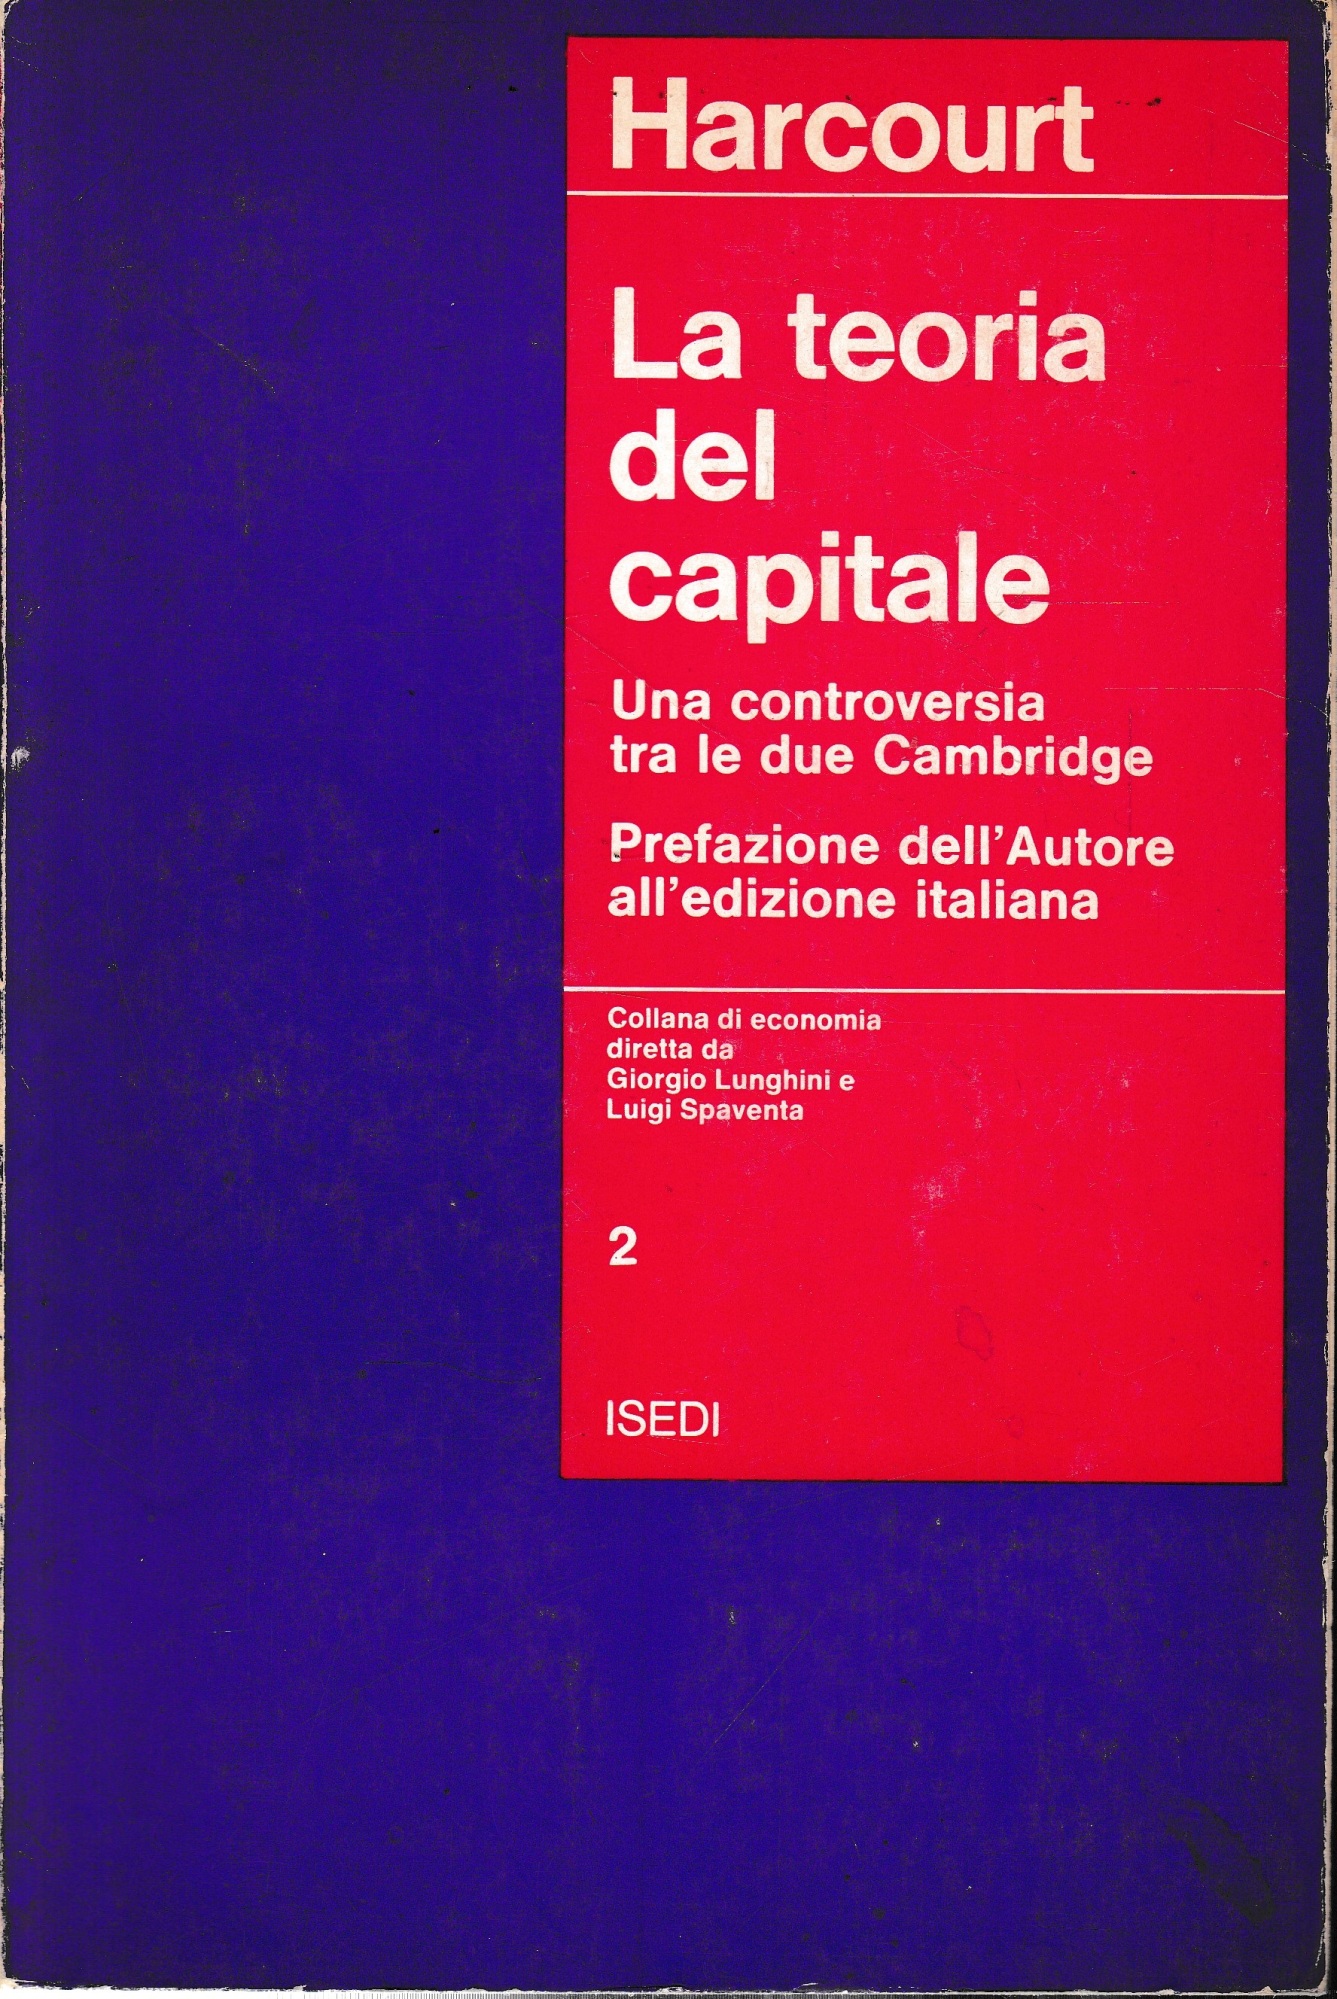 Harcourt
La teoria
del
capitale
Una controversia
tra le due Cambridge
Prefazione dell'Autore
all'edizione italiana
Collana di economia
diretta da
Giorgio Lunghini e
Luigi Spaventa
2
ISEDI